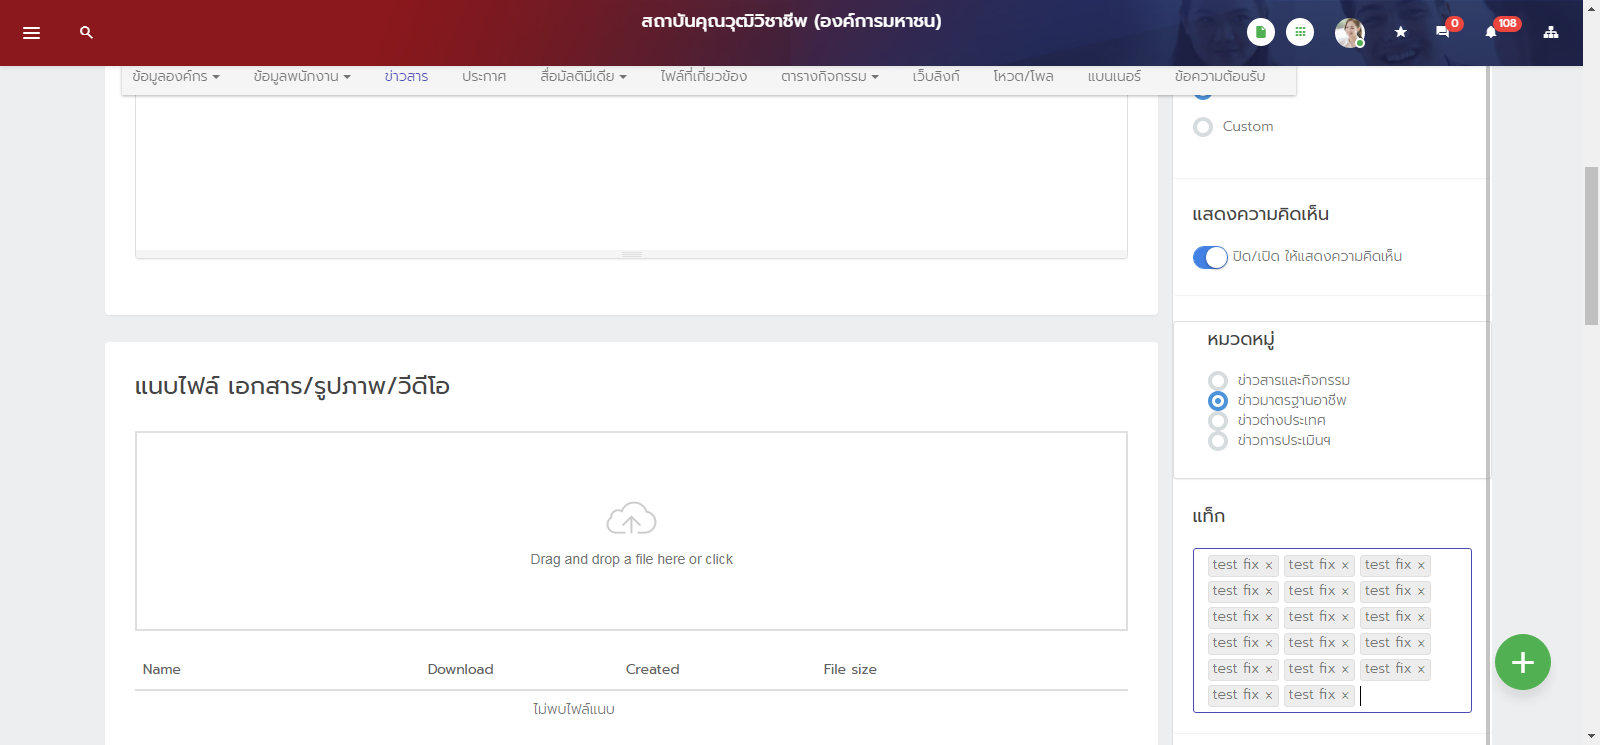 สถาบันคุณวุฒิวิชาชีพ (องค์การมหาชน)
0
108
ข้อมูลองค์กร ข้อมูลพนักงาน ข่าวสาร ประกาศ สื่อมัลติมีเดีย ไฟล์ที่เกี่ยวข้อง ตารางกิจกรรม เว็บลิงก์ โหวต/โพล แบนเนอร์ ข้อความต้อนรับ
Custom
แสดงความคิดเห็น
ปิด/เปิด ให้แสดงความคิดเห็น
หมวดหมู่
ข่าวสารและกิจกรรม
ข่าวมาตรฐานอาชีพ
ข่าวต่างประเทศ
ข่าวการประเมินฯ
แนบไฟล์ เอกสาร/รูปภาพ/วีดีโอ
Drag and drop a file here or click
Name Download Created File size
ไม่พบไฟล์แนบ
แท็ก
test fix × test fix × test fix ×
test fix × test fix × test fix ×
test fix × test fix × test fix ×
test fix × test fix × test fix ×
test fix × test fix × test fix ×
test fix × test fix ×